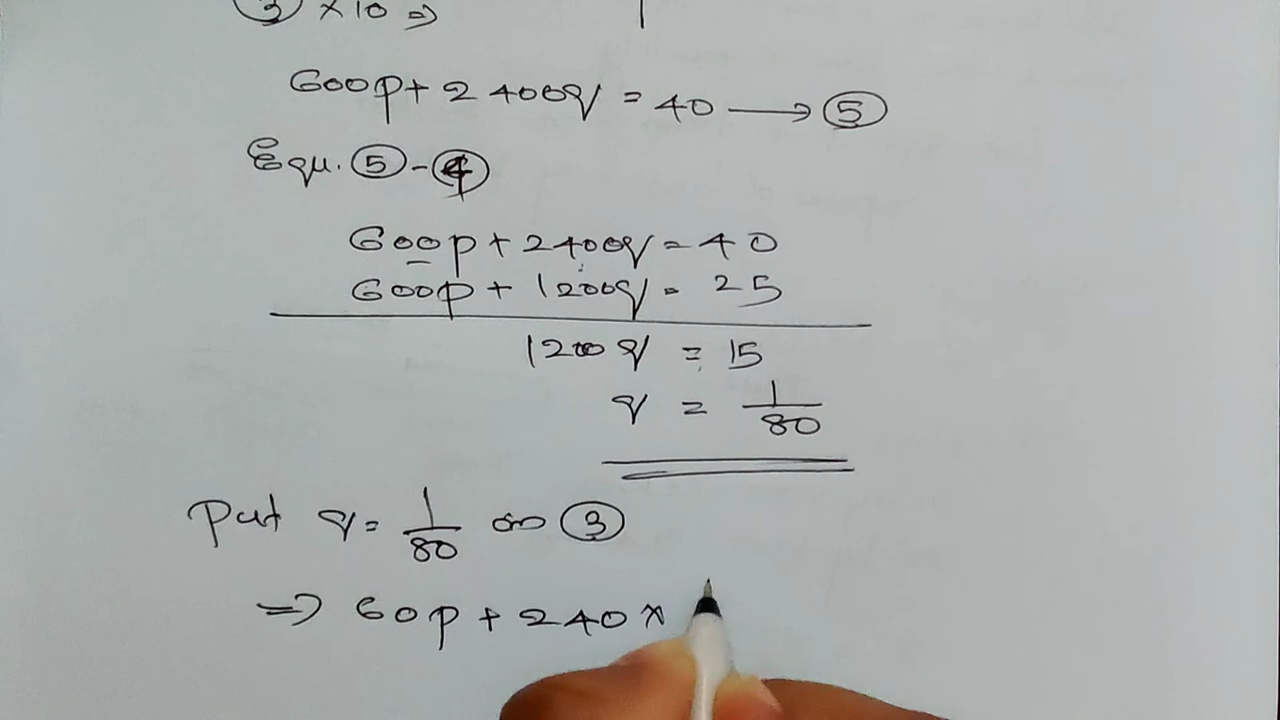 ③ × 10 ⇒
600p + 2400q = 40 ⟶ ⑤
Equ. ⑤ - ④
600p + 2400q = 40
600p + 1200q = 25
1200q = 15
q = 1/80
Put q = 1/80 on ③
⇒ 60p + 240 ×